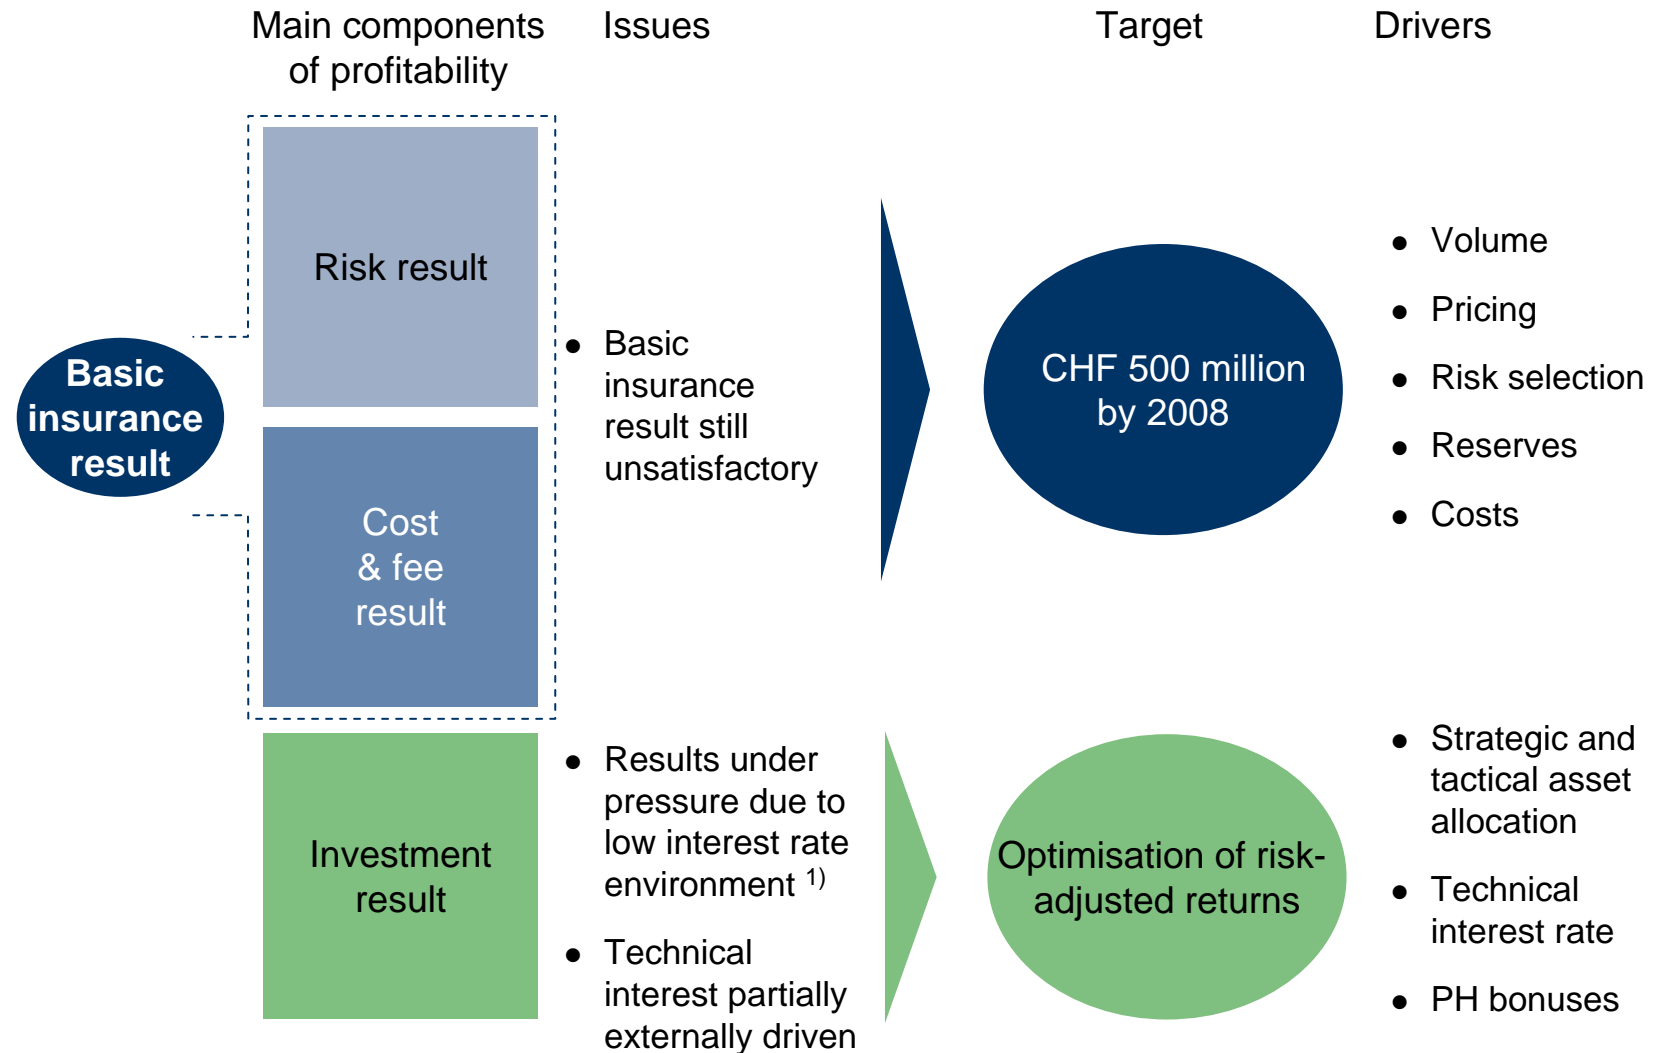 Main components
of profitability
Issues
Target
Drivers
Basic
insurance
result
Risk result
Cost
& fee
result
● Basic
insurance
result still
unsatisfactory
CHF 500 million
by 2008
● Volume
● Pricing
● Risk selection
● Reserves
● Costs
Investment
result
● Results under
pressure due to
low interest rate
environment 1)
● Technical
interest partially
externally driven
Optimisation of risk-
adjusted returns
● Strategic and
tactical asset
allocation
● Technical
interest rate
● PH bonuses